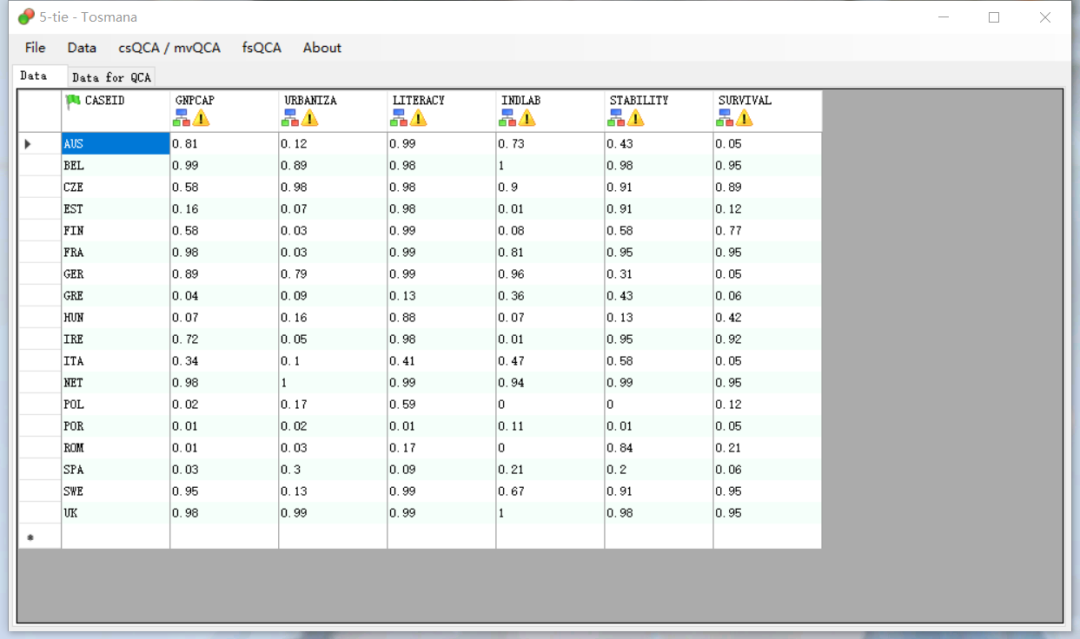 5-tie - Tosmana
File Data csQCA / mvQCA fsQCA About
Data Data for QCA
CASEID GNPCAP URBANIZA LITERACY INDLAB STABILITY SURVIVAL
AUS 0.81 0.12 0.99 0.73 0.43 0.05
BEL 0.99 0.89 0.98 1 0.98 0.95
CZE 0.58 0.98 0.98 0.9 0.91 0.89
EST 0.16 0.07 0.98 0.01 0.91 0.12
FIN 0.58 0.03 0.99 0.08 0.58 0.77
FRA 0.98 0.03 0.99 0.81 0.95 0.95
GER 0.89 0.79 0.99 0.96 0.31 0.05
GRE 0.04 0.09 0.13 0.36 0.43 0.06
HUN 0.07 0.16 0.88 0.07 0.13 0.42
IRE 0.72 0.05 0.98 0.01 0.95 0.92
ITA 0.34 0.1 0.41 0.47 0.58 0.05
NET 0.98 1 0.99 0.94 0.99 0.95
POL 0.02 0.17 0.59 0 0 0.12
POR 0.01 0.02 0.01 0.11 0.01 0.05
ROM 0.01 0.03 0.17 0 0.84 0.21
SPA 0.03 0.3 0.09 0.21 0.2 0.06
SWE 0.95 0.13 0.99 0.67 0.91 0.95
UK 0.98 0.99 0.99 1 0.98 0.95